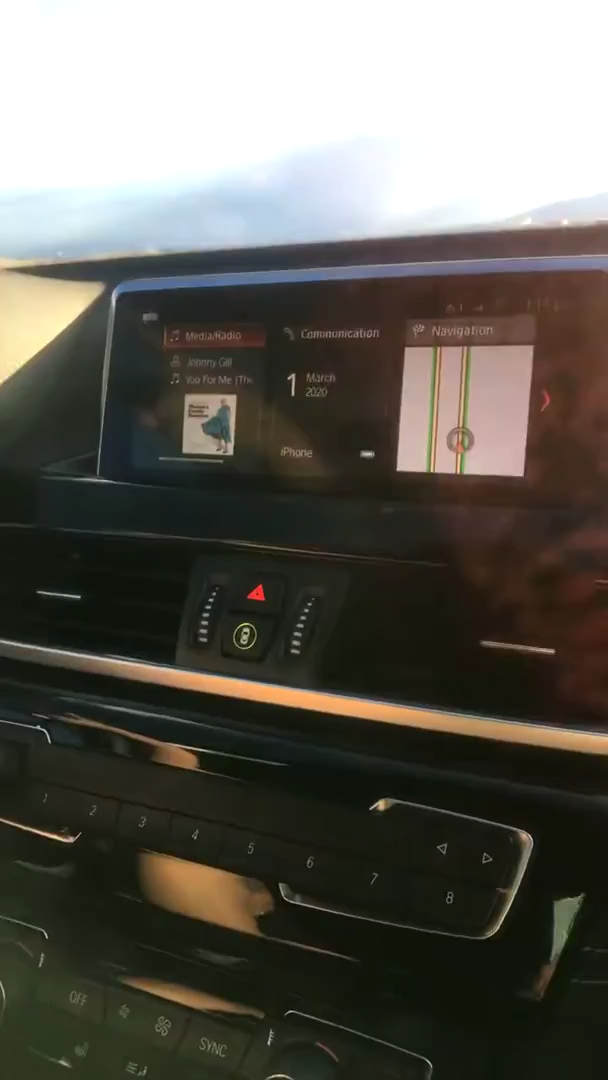 Media/Radio
Johnny Gill
You For Me (The
Communication
1 March
2020
iPhone
Navigation
1
2
3
4
5
6
7
8
OFF
SYNC